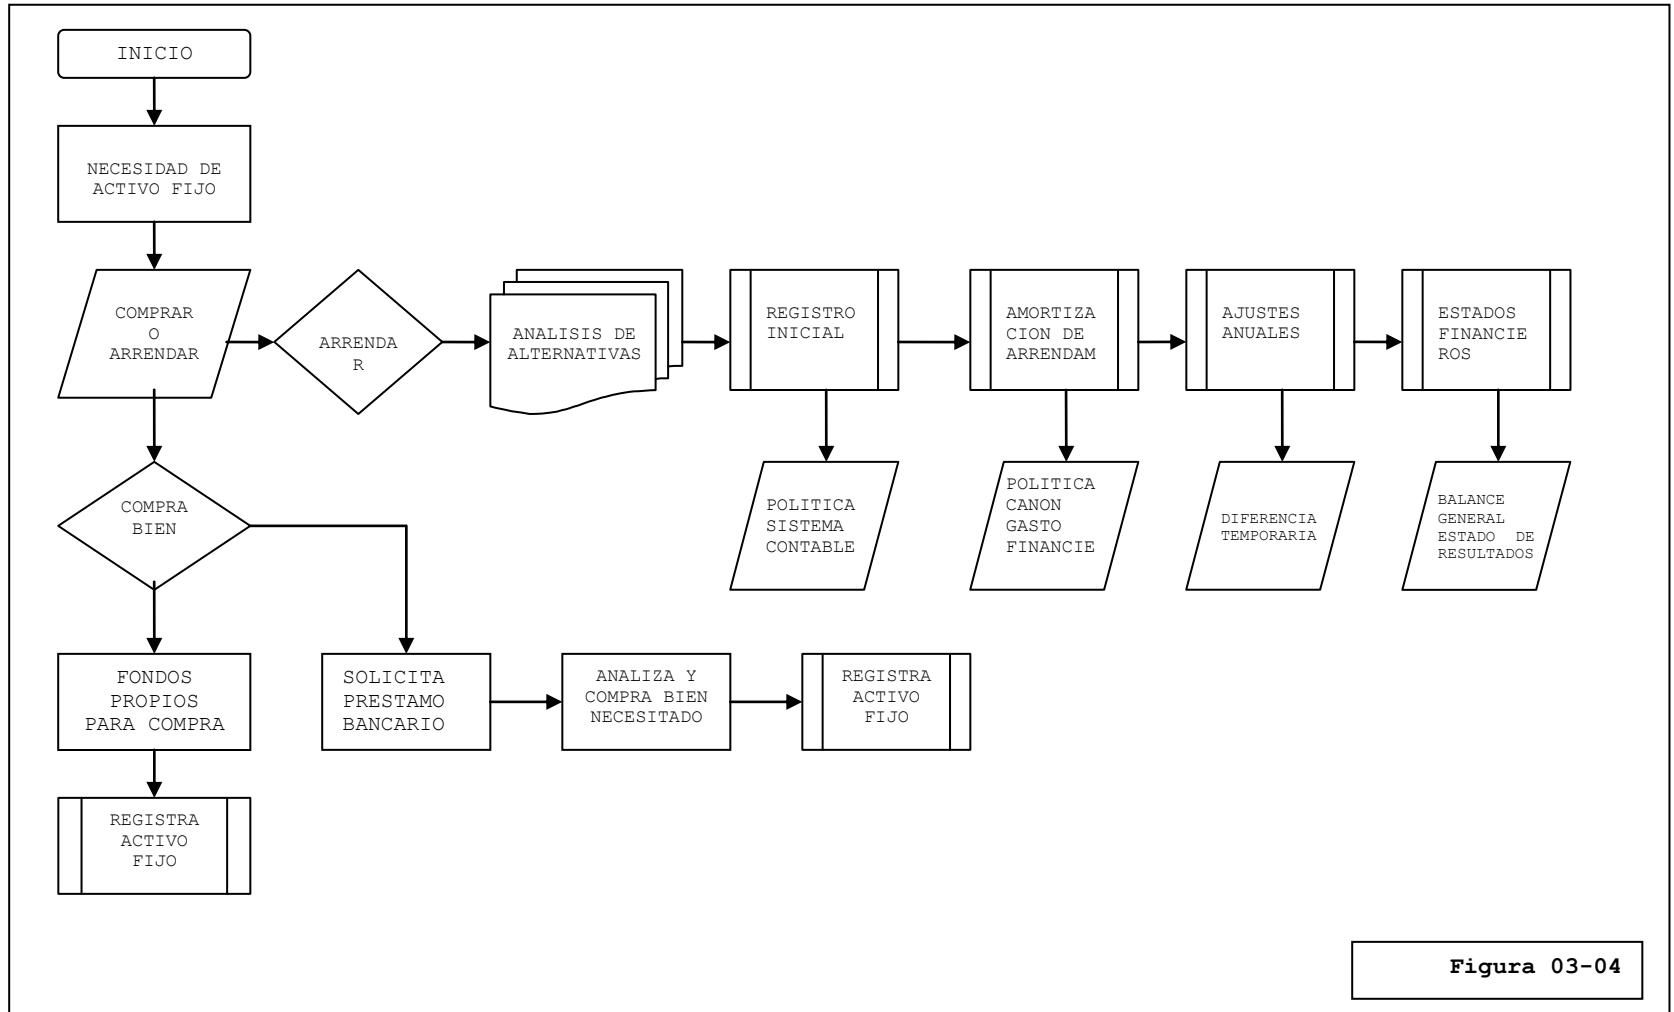 INICIO
NECESIDAD DE
ACTIVO FIJO
COMPRAR
O
ARRENDAR
ARRENDA
R
ANALISIS DE
ALTERNATIVAS
REGISTRO
INICIAL
AMORTIZA
CION DE
ARRENDAM
AJUSTES
ANUALES
ESTADOS
FINANCIE
ROS
COMPRA
BIEN
POLITICA
SISTEMA
CONTABLE
POLITICA
CANON
GASTO
FINANCIE
DIFERENCIA
TEMPORARIA
BALANCE
GENERAL
ESTADO DE
RESULTADOS
FONDOS
PROPIOS
PARA COMPRA
SOLICITA
PRESTAMO
BANCARIO
ANALIZA Y
COMPRA BIEN
NECESITADO
REGISTRA
ACTIVO
FIJO
REGISTRA
ACTIVO
FIJO
Figura 03-04